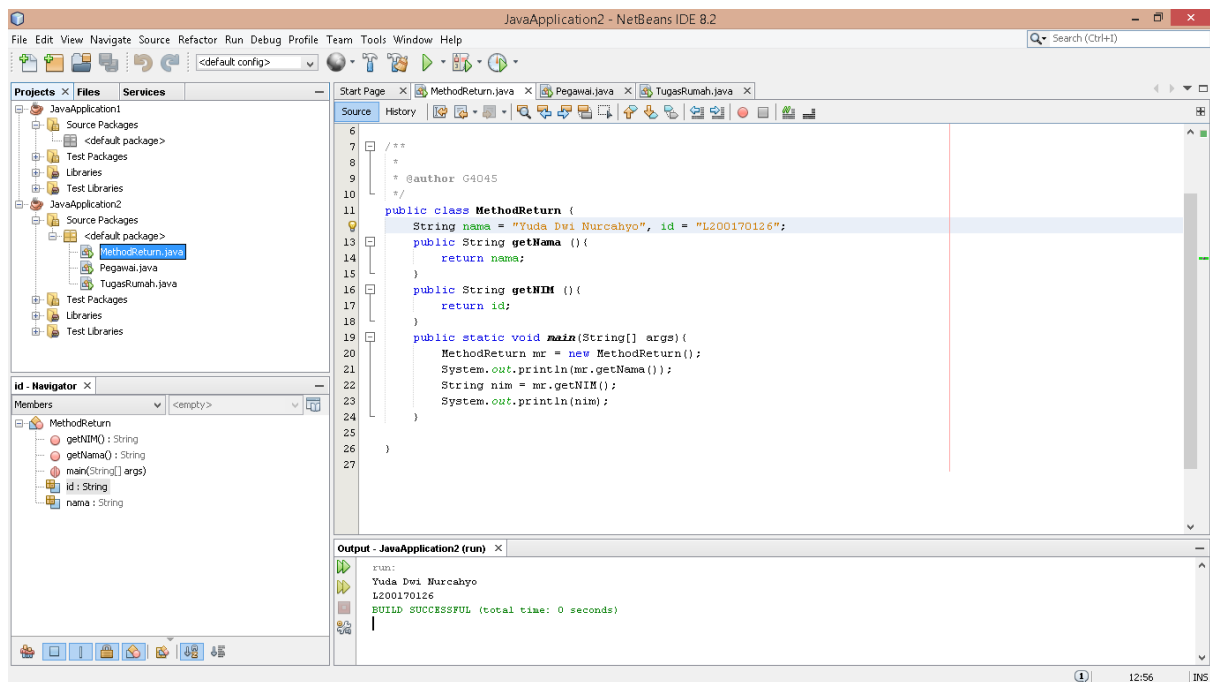 JavaApplication2 - NetBeans IDE 8.2
File Edit View Navigate Source Refactor Run Debug Profile Team Tools Window Help
Search (Ctrl+I)
<default config>
Projects Files Services
JavaApplication1
Source Packages
<default package>
Test Packages
Libraries
Test Libraries
JavaApplication2
Source Packages
<default package>
MethodReturn.java
Pegawai.java
TugasRumah.java
Test Packages
Libraries
Test Libraries
id - Navigator
Members <empty>
MethodReturn
getNIM() : String
getNama() : String
main(String[] args)
id : String
nama : String
Start Page MethodReturn.java Pegawai.java TugasRumah.java
Source History
6
7 /**
8 *
9 * @author G4045
10 */
11 public class MethodReturn {
String nama = "Yuda Dwi Nurcahyo", id = "L200170126";
13 public String getNama (){
14 return nama;
15 }
16 public String getNIM (){
17 return id;
18 }
19 public static void main(String[] args){
20 MethodReturn mr = new MethodReturn();
21 System.out.println(mr.getNama());
22 String nim = mr.getNIM();
23 System.out.println(nim);
24 }
25
26 }
27
Output - JavaApplication2 (run)
run:
Yuda Dwi Nurcahyo
L200170126
BUILD SUCCESSFUL (total time: 0 seconds)
1 12:56 INS